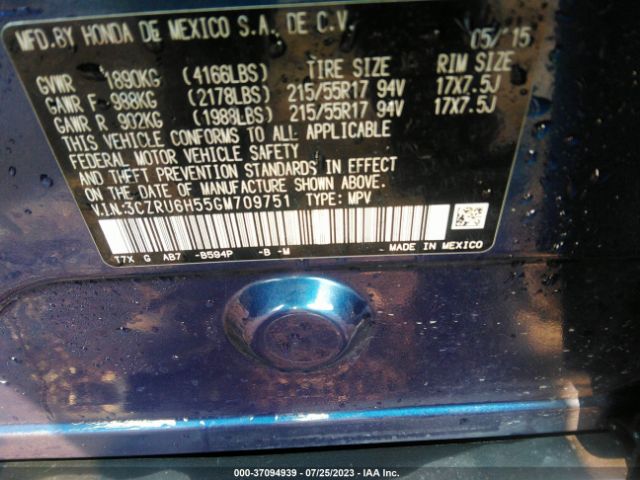 MFD.BY HONDA DE MEXICO S.A., DE C.V. 05/'15
GVWR 1890KG (4166LBS) TIRE SIZE RIM SIZE
GAWR F 988KG (2178LBS) 215/55R17 94V 17X7.5J
GAWR R 902KG (1988LBS) 215/55R17 94V 17X7.5J
THIS VEHICLE CONFORMS TO ALL APPLICABLE
FEDERAL MOTOR VEHICLE SAFETY
AND THEFT PREVENTION STANDARDS IN EFFECT
ON THE DATE OF MANUFACTURE SHOWN ABOVE.
V.I.N:3CZRU6H55GM709751 TYPE: MPV
T7X G AB7 -B594P -B -M MADE IN MEXICO
000-37094939 - 07/25/2023 - IAA Inc.